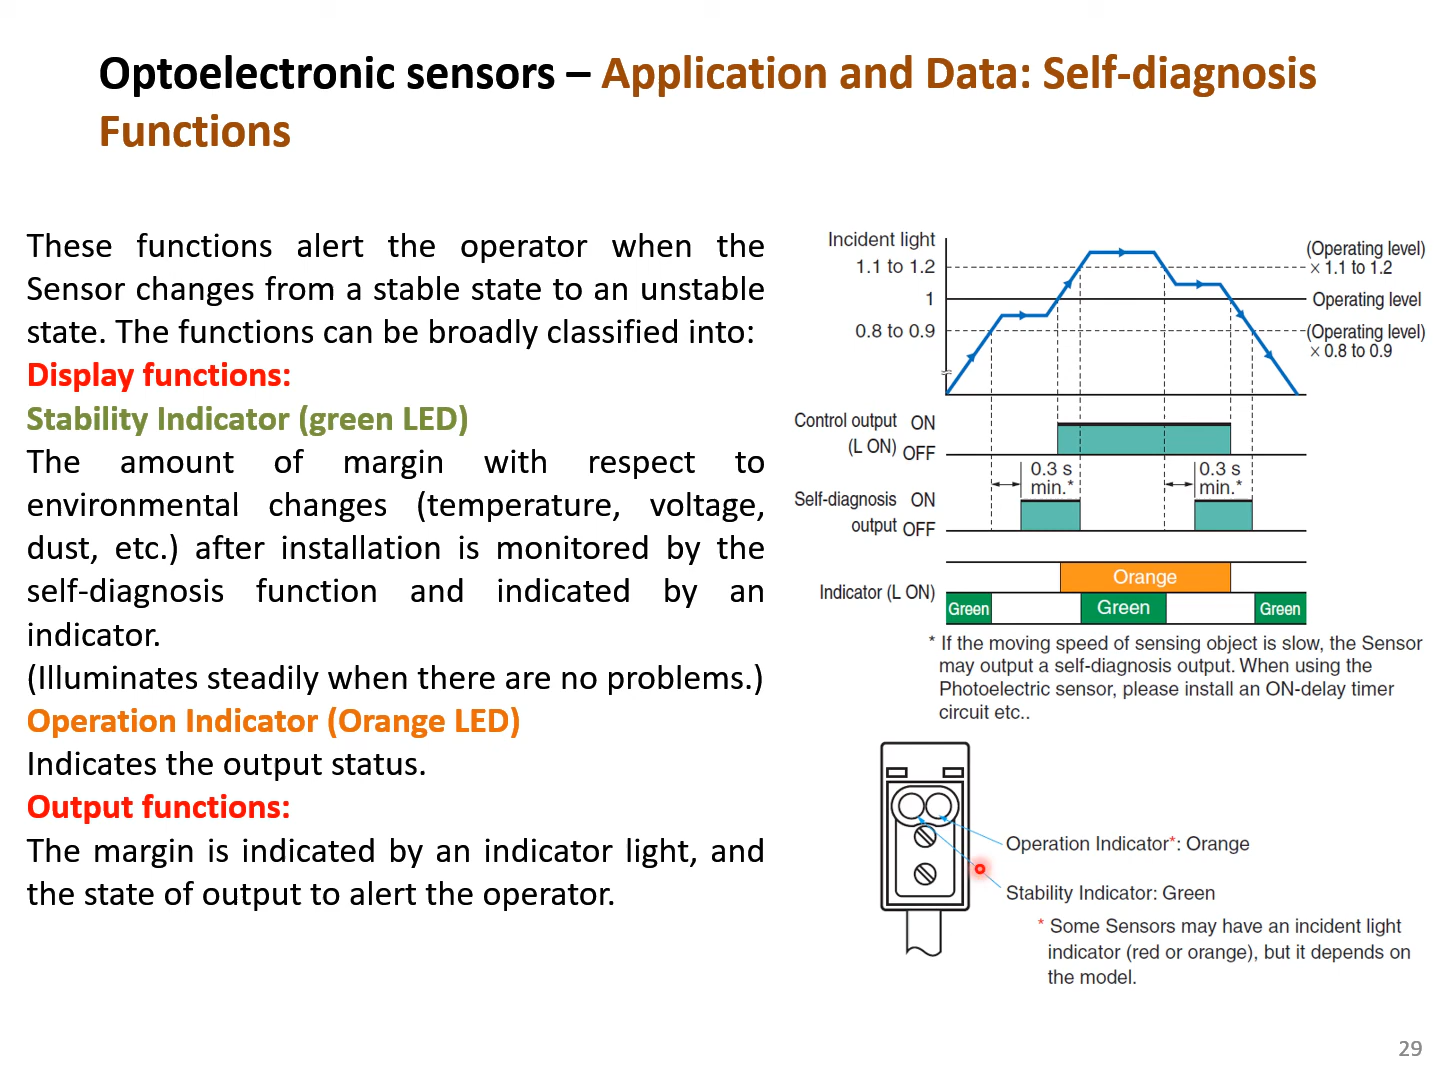 Optoelectronic sensors – Application and Data: Self-diagnosis
Functions
These functions alert the operator when the
Sensor changes from a stable state to an unstable
state. The functions can be broadly classified into:
Display functions:
Stability Indicator (green LED)
The amount of margin with respect to
environmental changes (temperature, voltage,
dust, etc.) after installation is monitored by the
self-diagnosis function and indicated by an
indicator.
(Illuminates steadily when there are no problems.)
Operation Indicator (Orange LED)
Indicates the output status.
Output functions:
The margin is indicated by an indicator light, and
the state of output to alert the operator.
Incident light
1.1 to 1.2
1
0.8 to 0.9
(Operating level)
× 1.1 to 1.2
Operating level
(Operating level)
× 0.8 to 0.9
Control output ON
(L ON) OFF
0.3 s
min.*
0.3 s
min.*
Self-diagnosis ON
output OFF
Indicator (L ON)
Orange
Green
Green
Green
* If the moving speed of sensing object is slow, the Sensor
may output a self-diagnosis output. When using the
Photoelectric sensor, please install an ON-delay timer
circuit etc..
Operation Indicator*: Orange
Stability Indicator: Green
* Some Sensors may have an incident light
indicator (red or orange), but it depends on
the model.
29